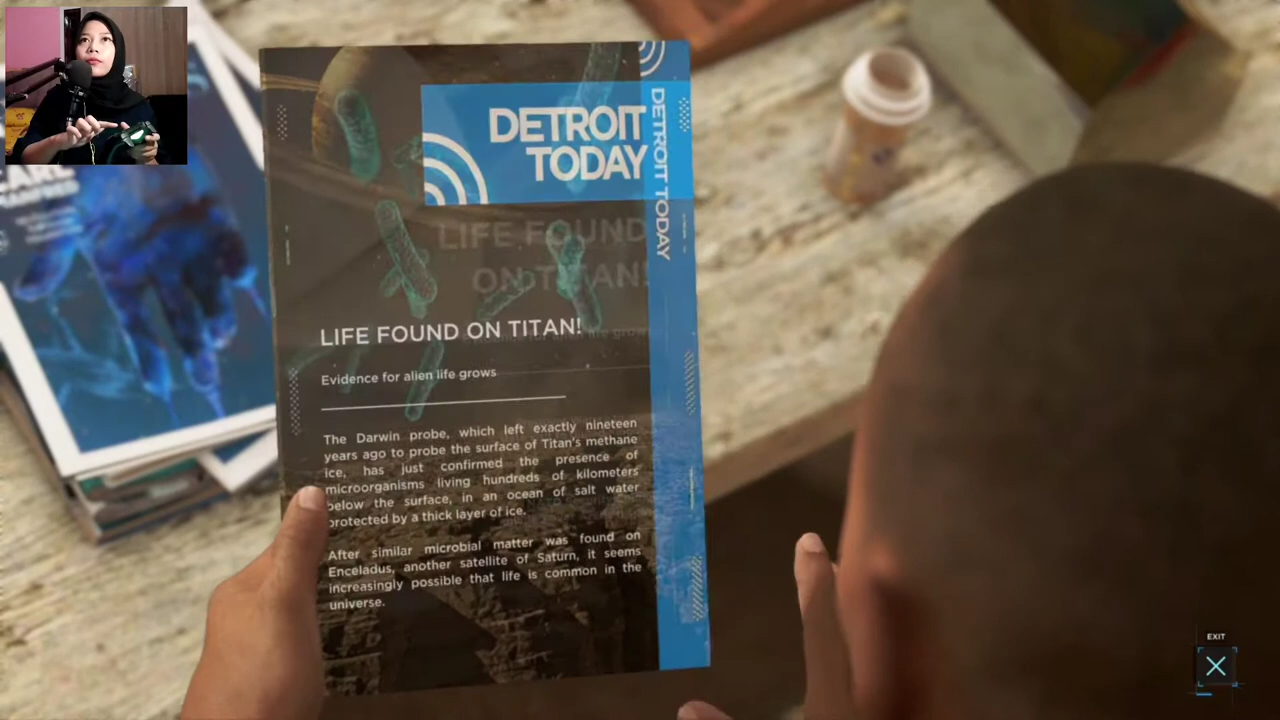 DETROIT
TODAY
DETROIT TODAY
LIFE FOUND
ON TITAN!
LIFE FOUND ON TITAN!
Evidence for alien life grows
The Darwin probe, which left exactly nineteen
years ago to probe the surface of Titan's methane
ice, has just confirmed the presence of
microorganisms living hundreds of kilometers
below the surface, in an ocean of salt water
protected by a thick layer of ice.
After similar microbial matter was found on
Enceladus, another satellite of Saturn, it seems
increasingly possible that life is common in the
universe.
EXIT